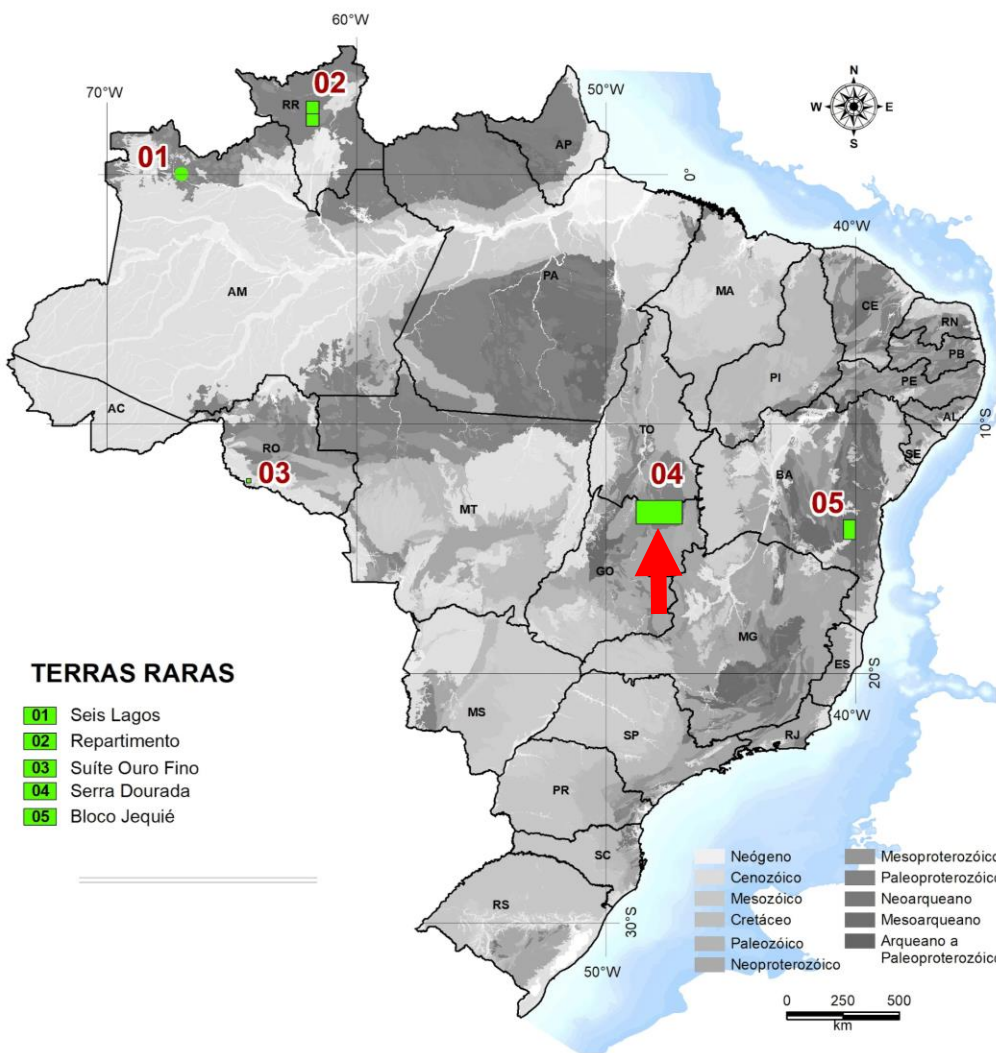 60°W
70°W
02
RR
50°W
N
W
E
S
01
AP
0°
40°W
AM
PA
MA
CE
RN
PB
PI
PE
AC
AL
10°S
TO
SE
RO
03
04
BA
05
MT
GO
MG
ES
20°S
40°W
TERRAS RARAS
01 Seis Lagos
02 Repartimento
03 Suíte Ouro Fino
04 Serra Dourada
05 Bloco Jequié
MS
SP
RJ
PR
SC
RS
30°S
50°W
Neógeno
Cenozóico
Mesozóico
Cretáceo
Paleozóico
Neoproterozóico
Mesoproterozóico
Paleoproterozóico
Neoarqueano
Mesoarqueano
Arqueano a
Paleoproterozóico
0 250 500
km